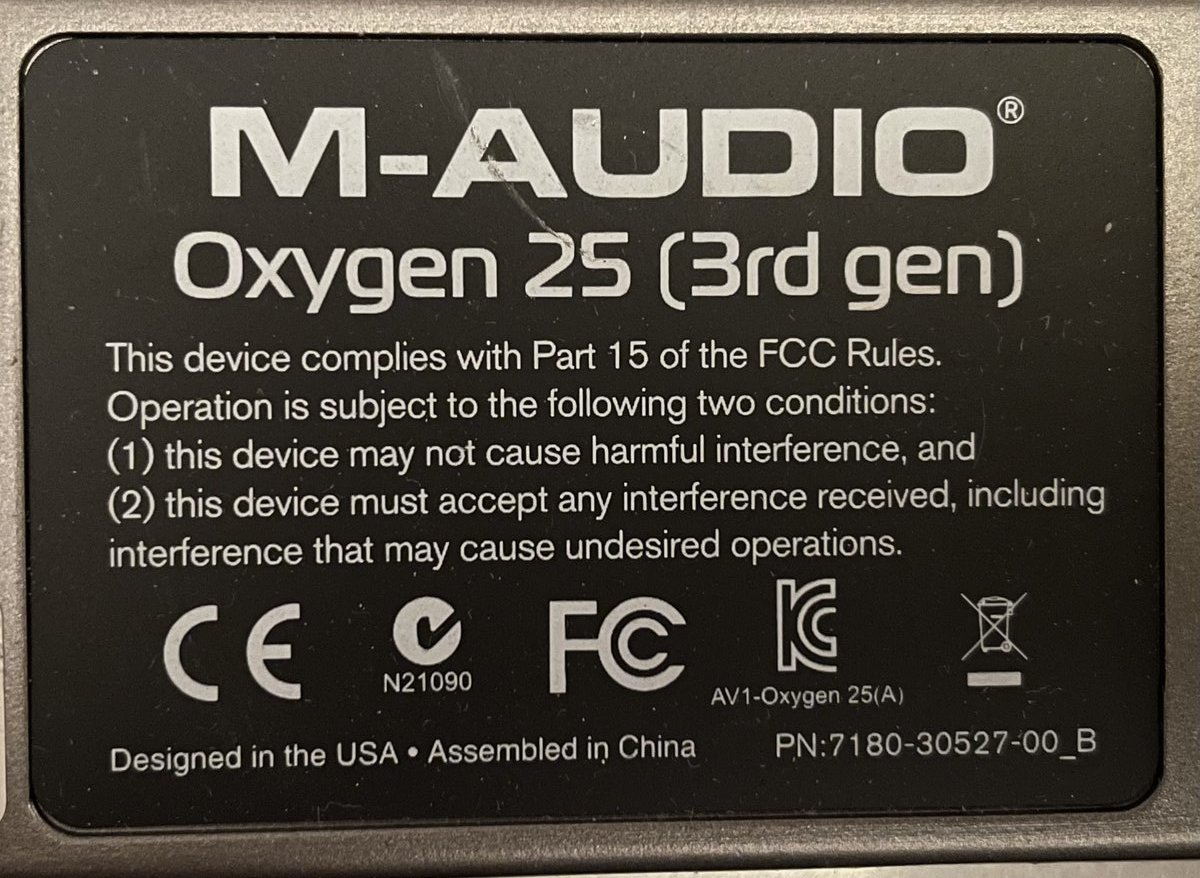 M-AUDIO®
Oxygen 25 (3rd gen)
This device complies with Part 15 of the FCC Rules.
Operation is subject to the following two conditions:
(1) this device may not cause harmful interference, and
(2) this device must accept any interference received, including
interference that may cause undesired operations.
CE FC KC
N21090
AV1-Oxygen 25(A)
Designed in the USA • Assembled in China PN:7180-30527-00_B